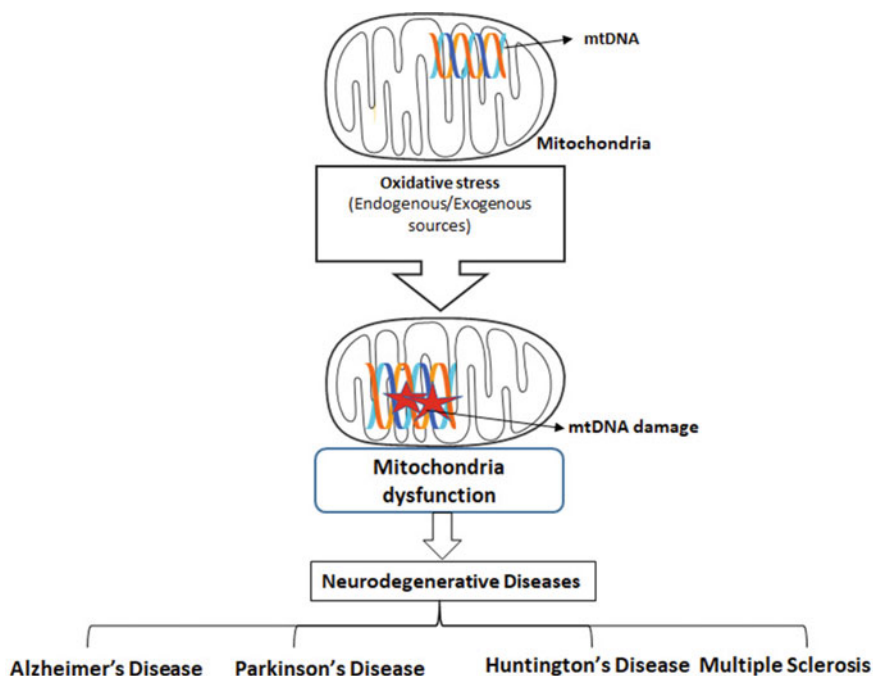 mtDNA
Mitochondria
Oxidative stress
(Endogenous/Exogenous
sources)
mtDNA damage
Mitochondria
dysfunction
Neurodegenerative Diseases
Alzheimer's Disease
Parkinson's Disease
Huntington's Disease
Multiple Sclerosis